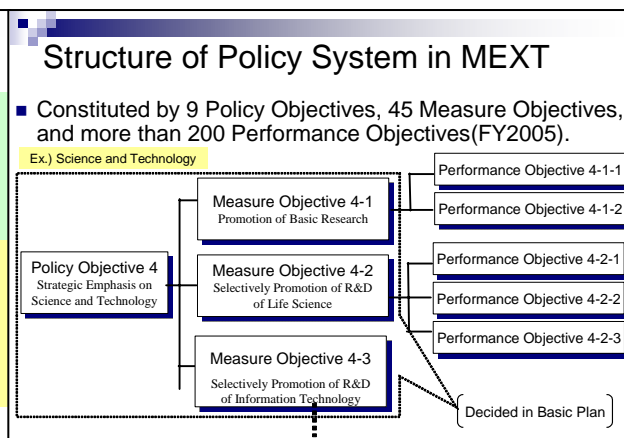 Structure of Policy System in MEXT
Constituted by 9 Policy Objectives, 45 Measure Objectives,
and more than 200 Performance Objectives(FY2005).
Ex.) Science and Technology
Policy Objective 4
Strategic Emphasis on
Science and Technology
Measure Objective 4-1
Promotion of Basic Research
Measure Objective 4-2
Selectively Promotion of R&D
of Life Science
Measure Objective 4-3
Selectively Promotion of R&D
of Information Technology
Performance Objective 4-1-1
Performance Objective 4-1-2
Performance Objective 4-2-1
Performance Objective 4-2-2
Performance Objective 4-2-3
Decided in Basic Plan